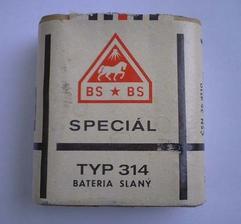 BS ★ BS
SPECIÁL
TYP 314
BATERIA SLANÝ